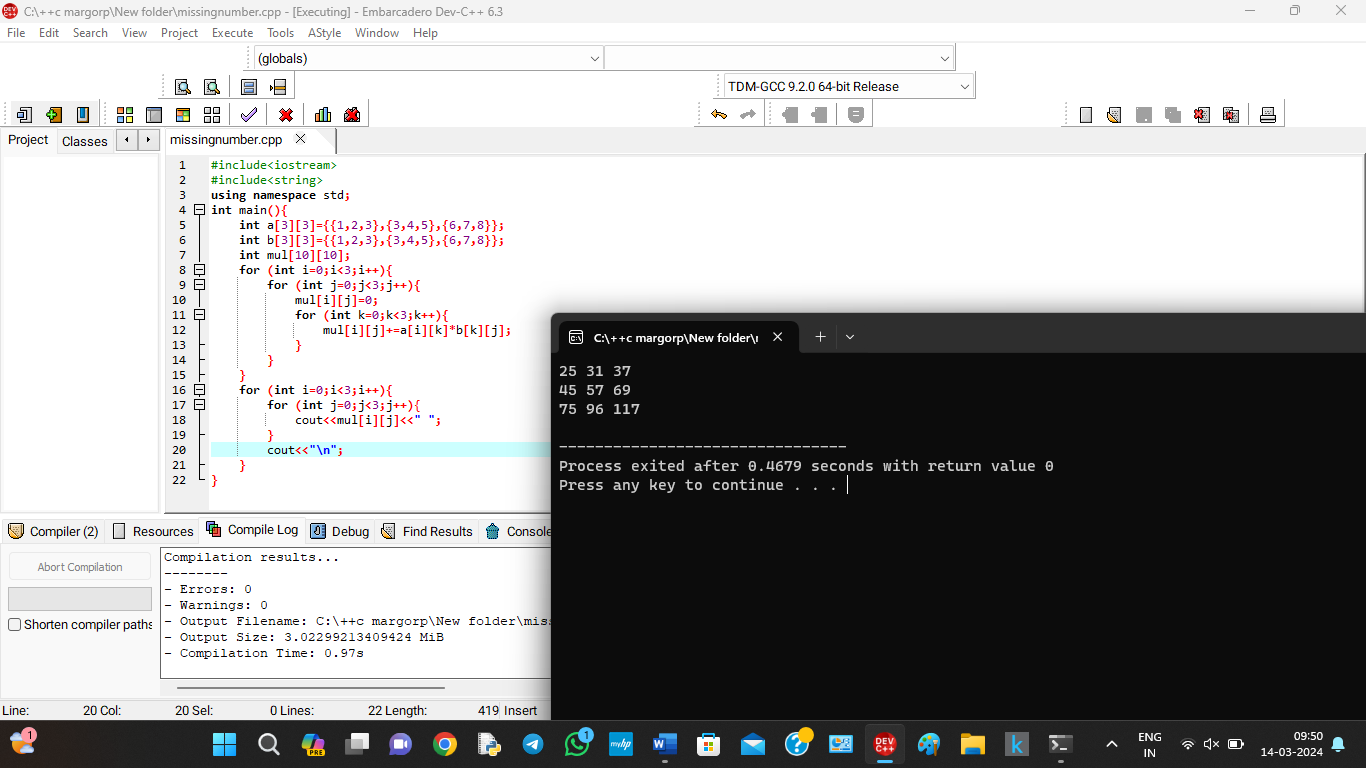 C:\++c margorp\New folder\missingnumber.cpp - [Executing] - Embarcadero Dev-C++ 6.3
File Edit Search View Project Execute Tools AStyle Window Help
(globals)
TDM-GCC 9.2.0 64-bit Release
Project Classes missingnumber.cpp
1 #include<iostream>
2 #include<string>
3 using namespace std;
4 int main(){
5 int a[3][3]={{1,2,3},{3,4,5},{6,7,8}};
6 int b[3][3]={{1,2,3},{3,4,5},{6,7,8}};
7 int mul[10][10];
8 for (int i=0;i<3;i++){
9 for (int j=0;j<3;j++){
10 mul[i][j]=0;
11 for (int k=0;k<3;k++){
12 mul[i][j]+=a[i][k]*b[k][j];
13 }
14 }
15 }
16 for (int i=0;i<3;i++){
17 for (int j=0;j<3;j++){
18 cout<<mul[i][j]<<" ";
19 }
20 cout<<"\n";
21 }
22 }
C:\++c margorp\New folder\
25 31 37
45 57 69
75 96 117
--------------------------------
Process exited after 0.4679 seconds with return value 0
Press any key to continue . . .
Compiler (2) Resources Compile Log Debug Find Results Console
Abort Compilation
Shorten compiler paths
Compilation results...
--------
- Errors: 0
- Warnings: 0
- Output Filename: C:\++c margorp\New folder\mis
- Output Size: 3.02299213409424 MiB
- Compilation Time: 0.97s
Line: 20 Col: 20 Sel: 0 Lines: 22 Length: 419 Insert
1
PRE
1
myhp
W
DEV C++
k
ENG
IN
09:50
14-03-2024